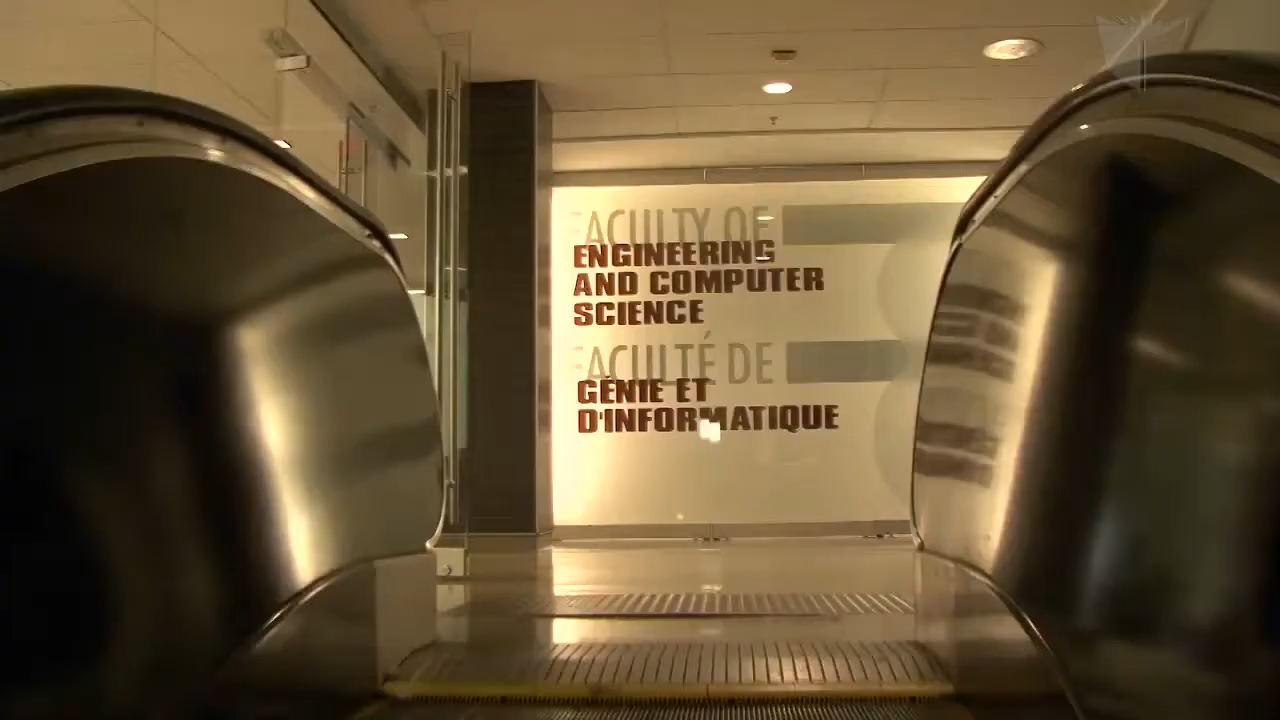 FACULTY OF
ENGINEERING
AND COMPUTER
SCIENCE
FACULTÉ DE
GÉNIE ET
D'INFORMATIQUE